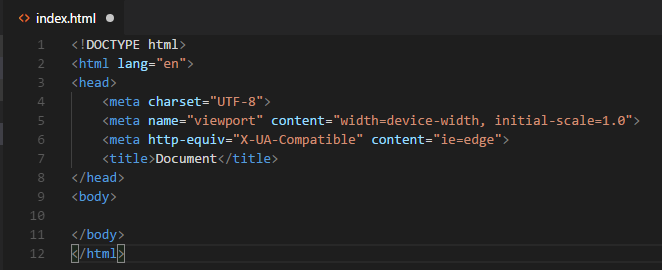 index.html
1 <!DOCTYPE html>
2 <html lang="en">
3 <head>
4     <meta charset="UTF-8">
5     <meta name="viewport" content="width=device-width, initial-scale=1.0">
6     <meta http-equiv="X-UA-Compatible" content="ie=edge">
7     <title>Document</title>
8 </head>
9 <body>
10
11 </body>
12 </html>